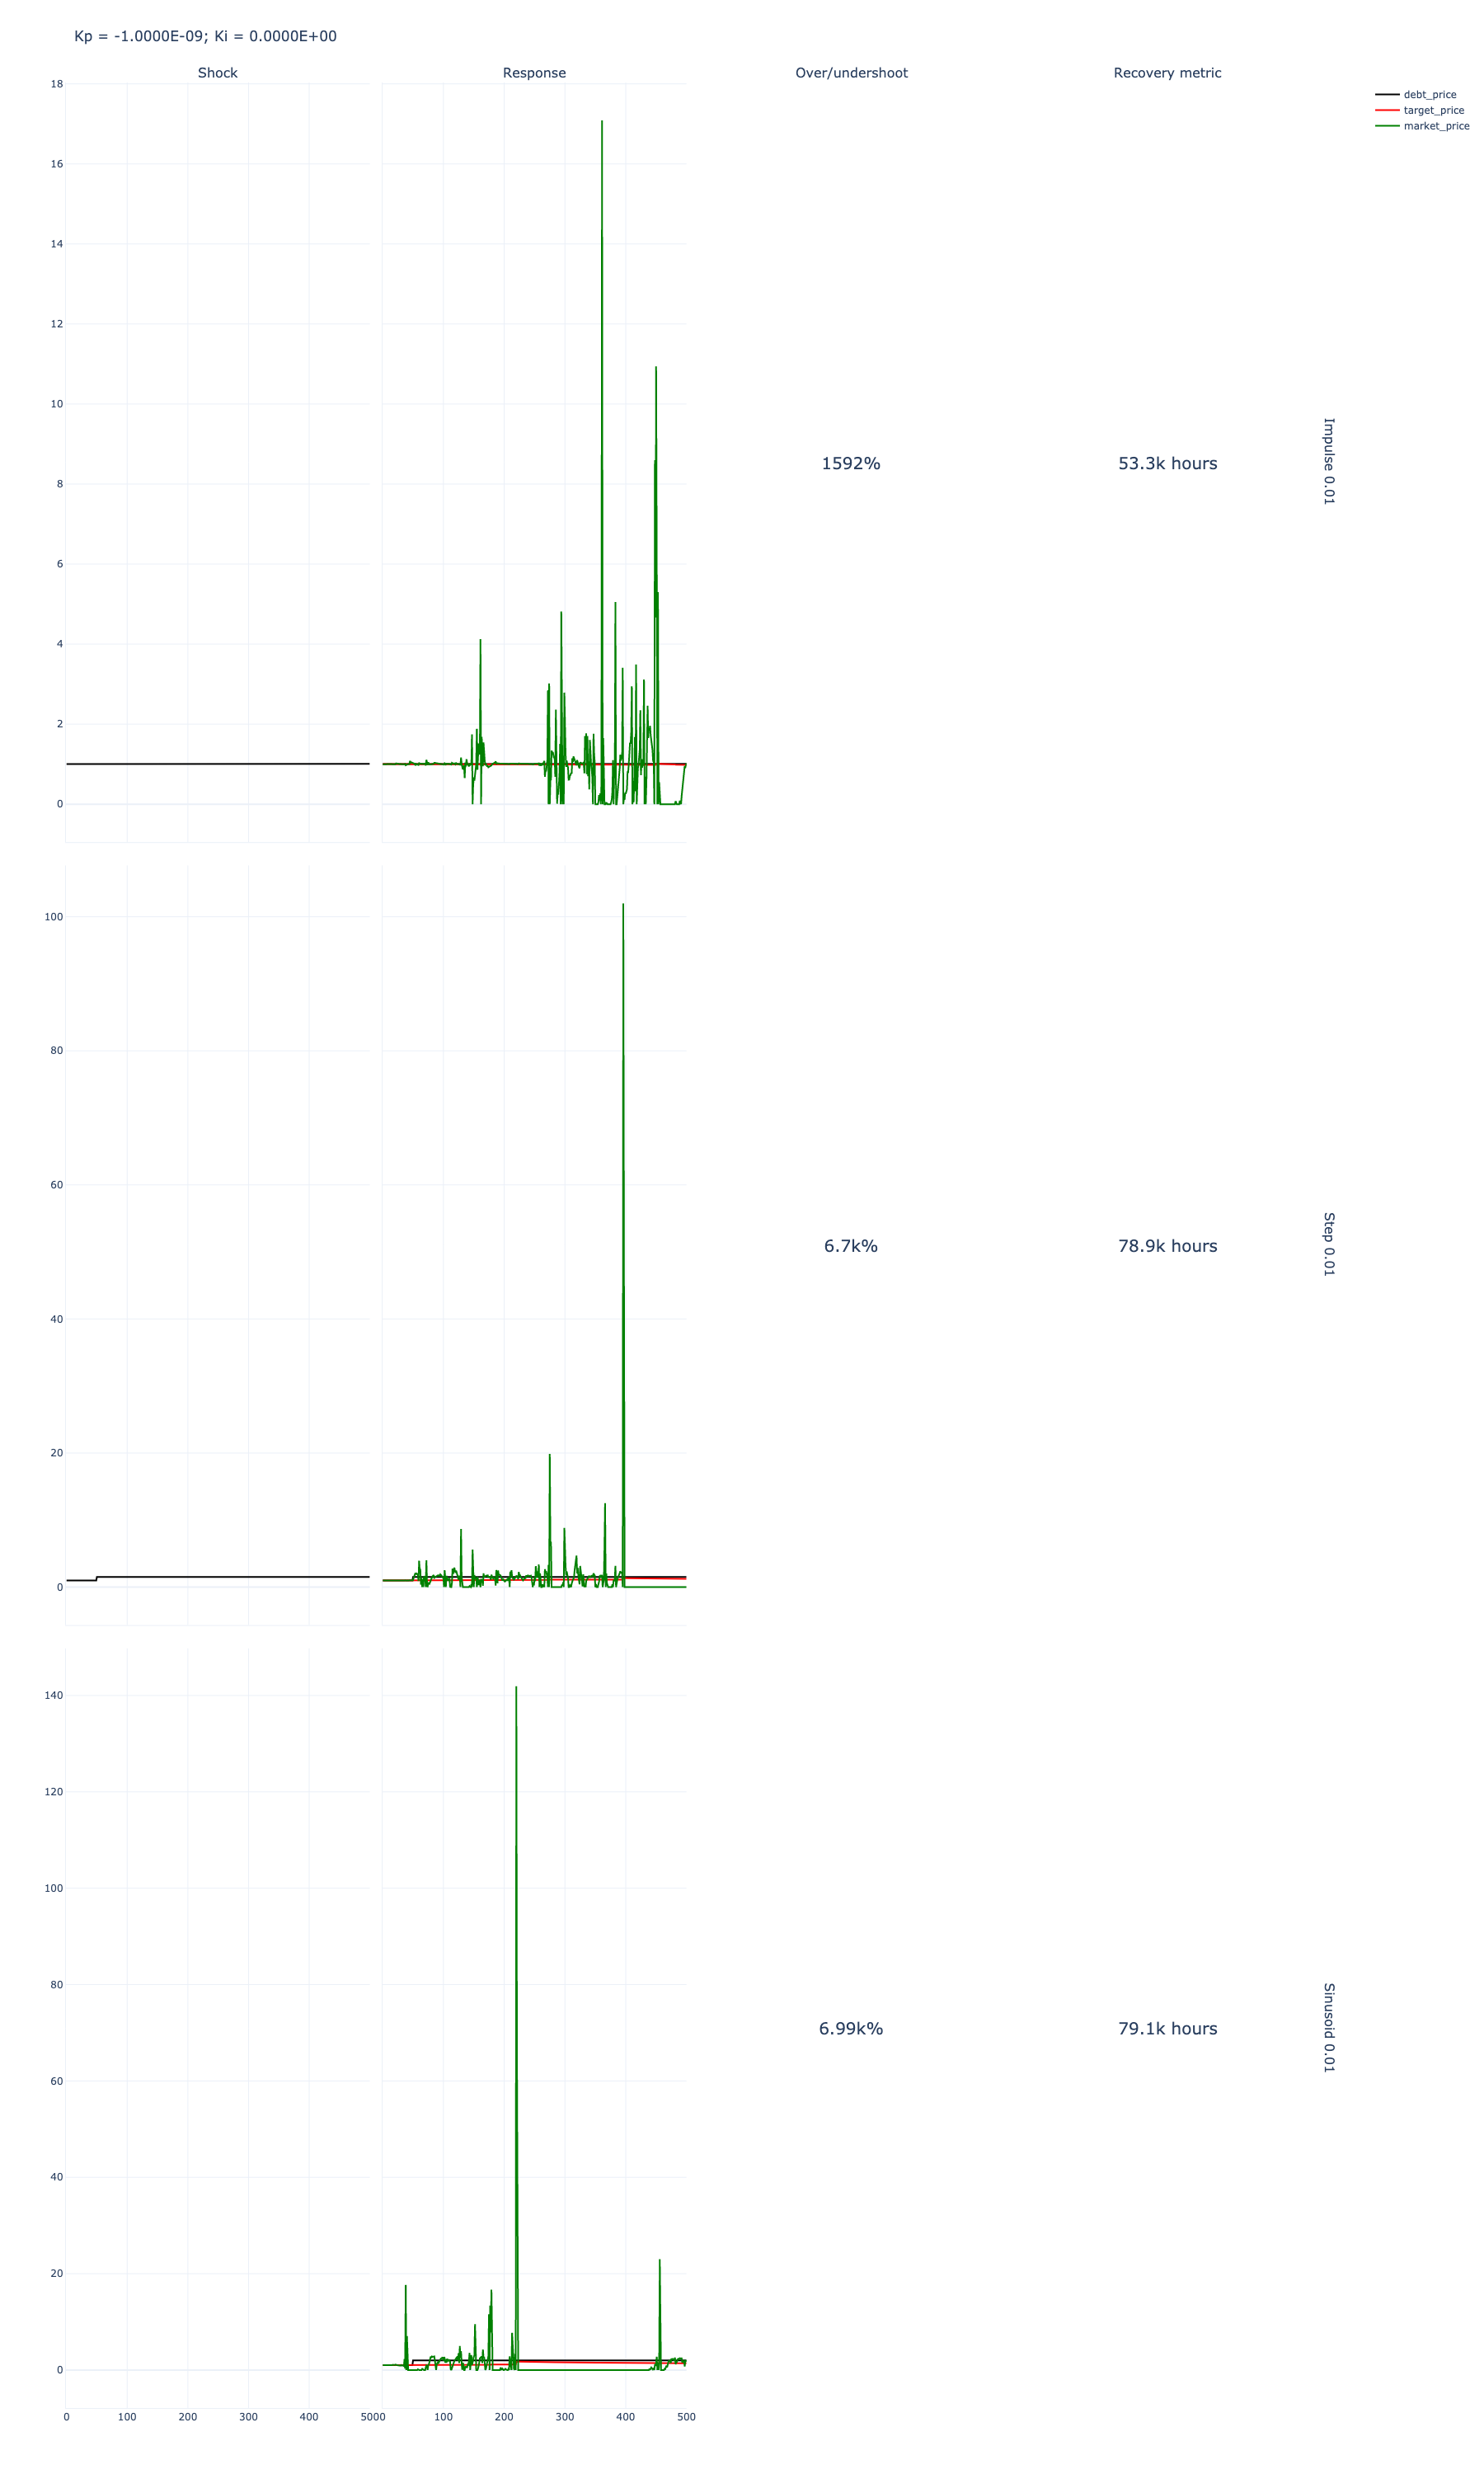 Kp = -1.0000E-09; Ki = 0.0000E+00
Shock
Response
Over/undershoot
Recovery metric
debt_price
target_price
market_price
18
16
14
12
10
8
6
4
2
0
1592%
53.3k hours
Impulse 0.01
100
80
60
40
20
0
6.7k%
78.9k hours
Step 0.01
140
120
100
80
60
40
20
0
6.99k%
79.1k hours
Sinusoid 0.01
0 100 200 300 400 500
0 100 200 300 400 500